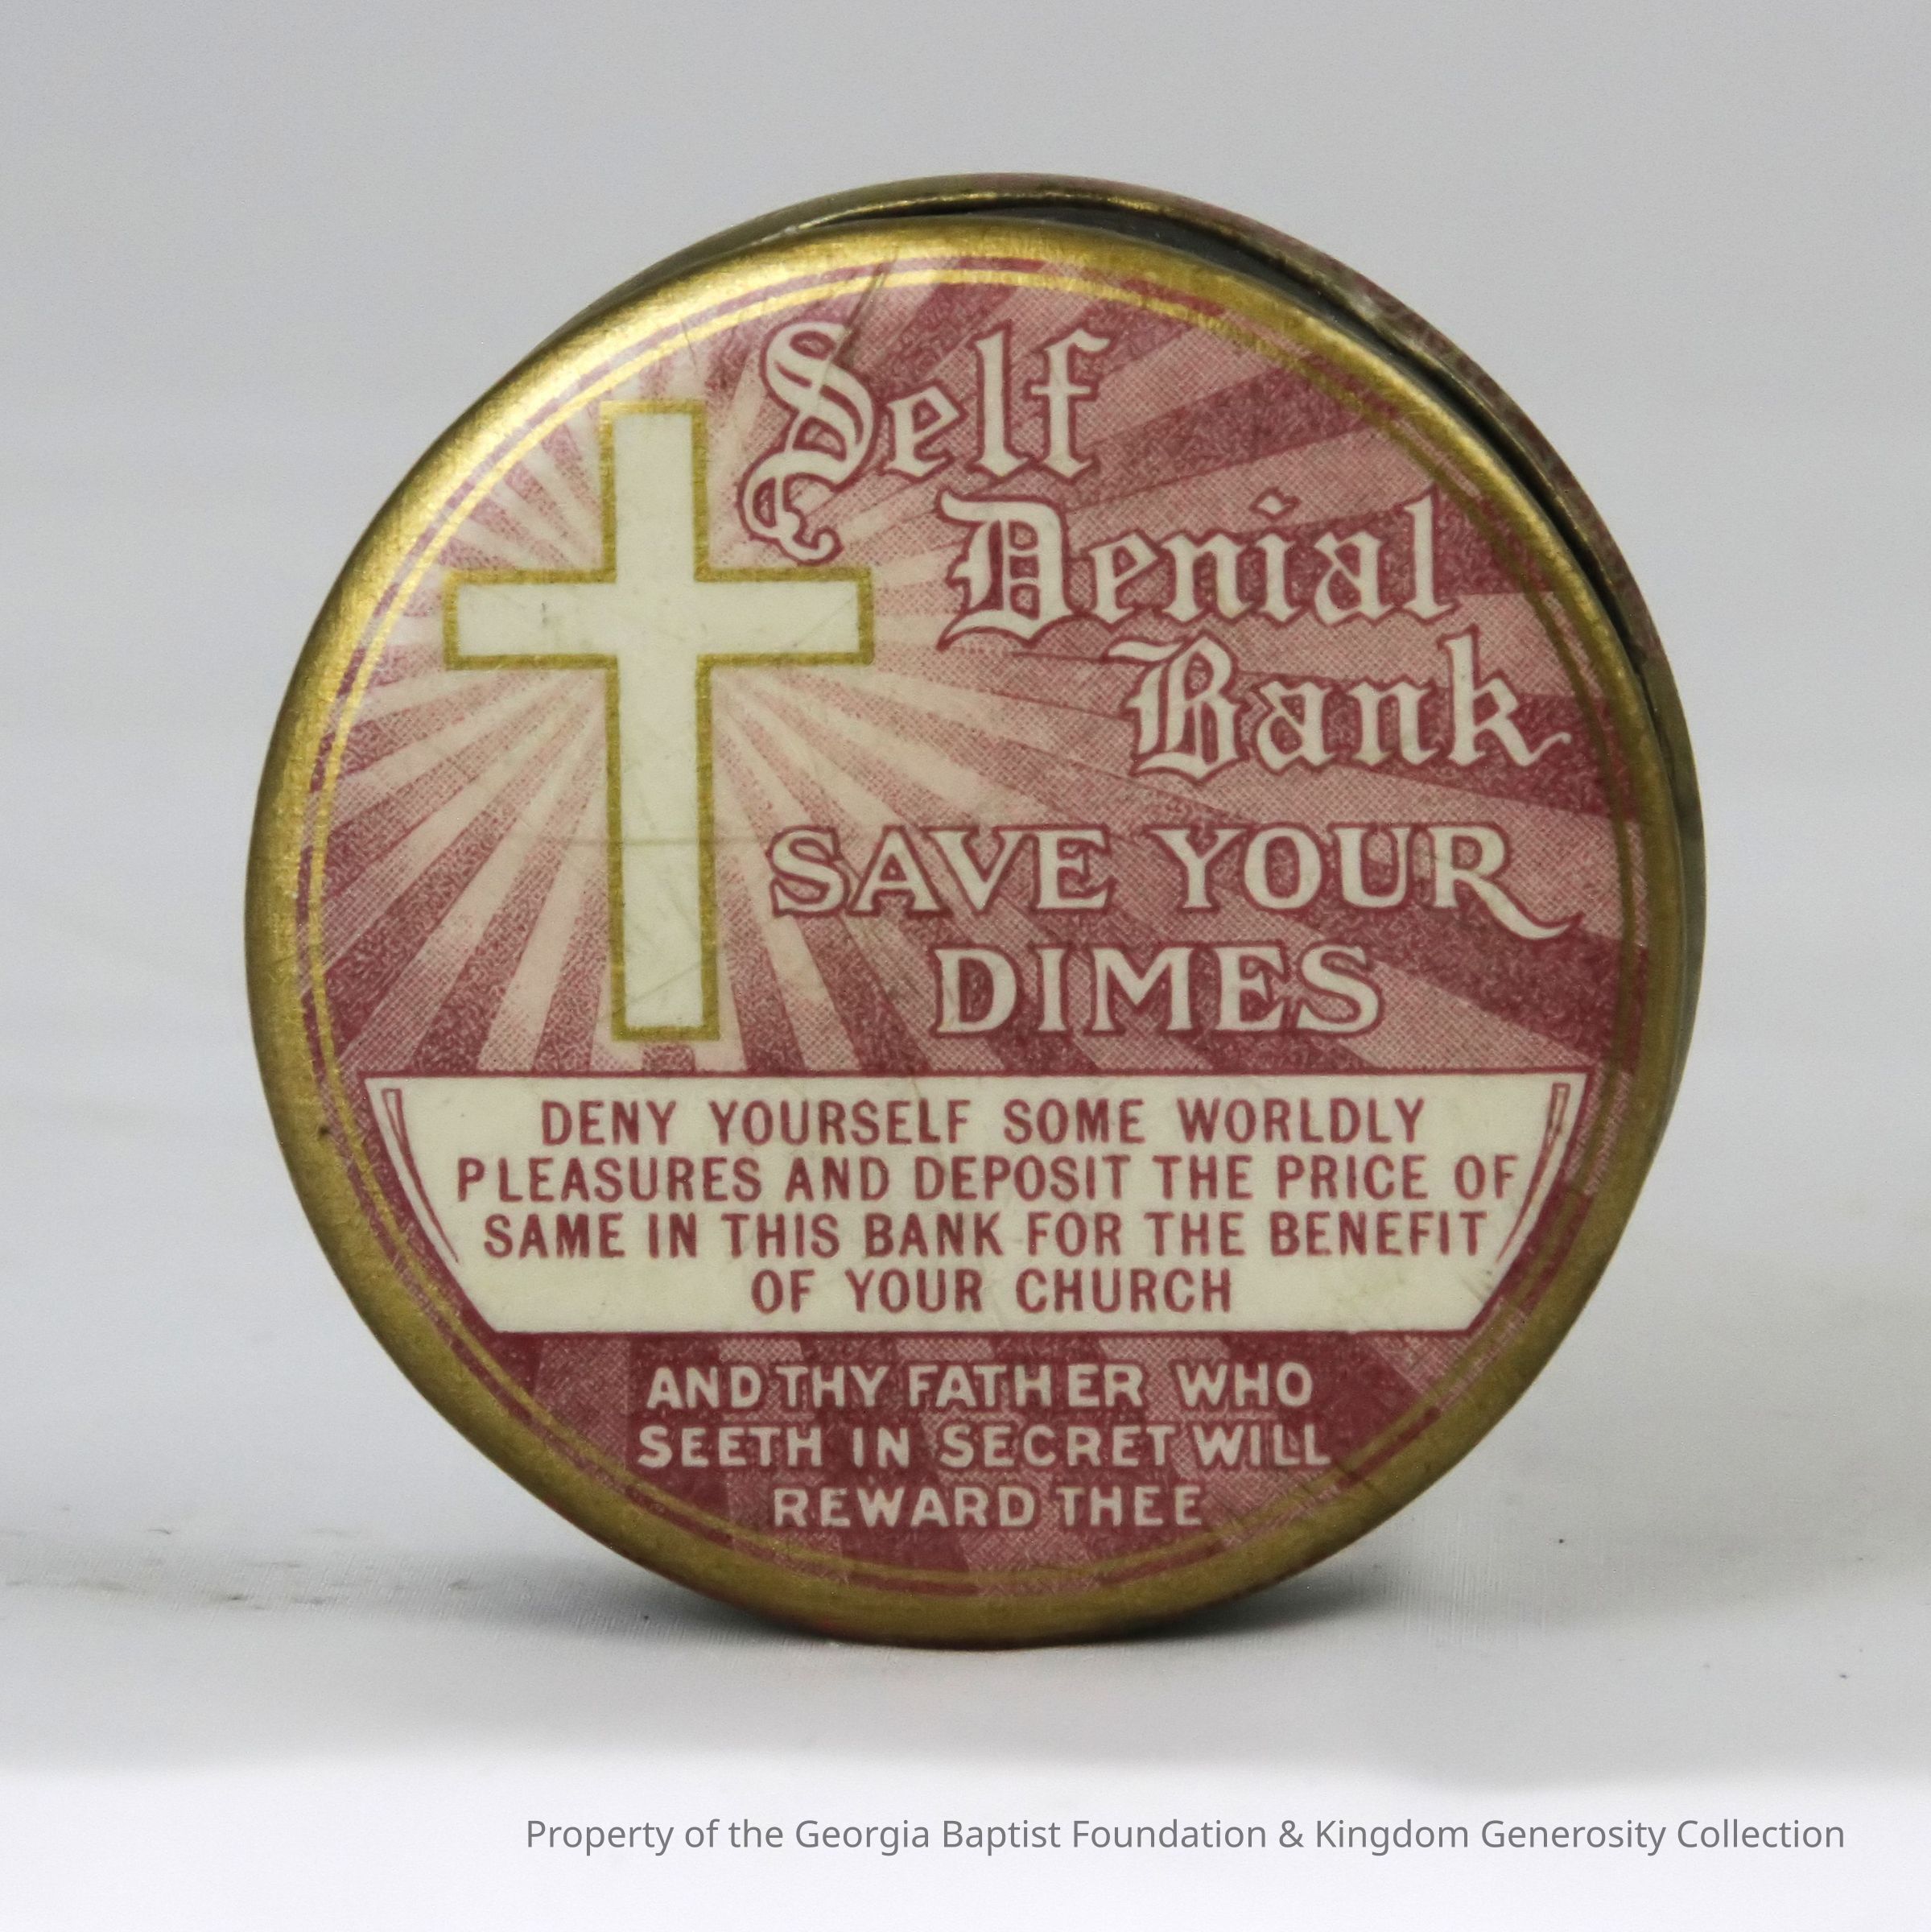 Self
Denial
Bank
SAVE YOUR
DIMES
DENY YOURSELF SOME WORLDLY
PLEASURES AND DEPOSIT THE PRICE OF
SAME IN THIS BANK FOR THE BENEFIT
OF YOUR CHURCH
AND THY FATHER WHO
SEETH IN SECRET WILL
REWARD THEE
Property of the Georgia Baptist Foundation & Kingdom Generosity Collection